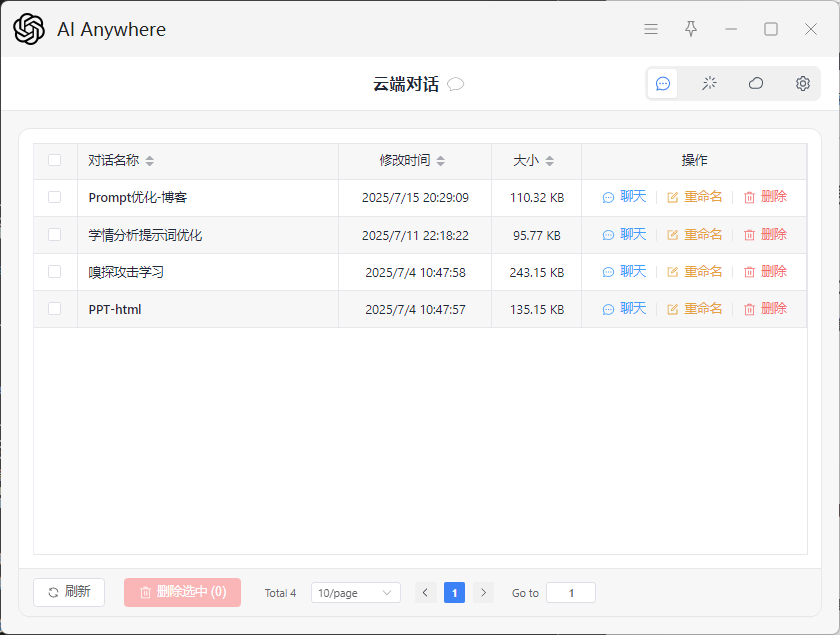 AI Anywhere
云端对话
对话名称 修改时间 大小 操作
Prompt优化-博客 2025/7/15 20:29:09 110.32 KB 聊天 重命名 删除
学情分析提示词优化 2025/7/11 22:18:22 95.77 KB 聊天 重命名 删除
嗅探攻击学习 2025/7/4 10:47:58 243.15 KB 聊天 重命名 删除
PPT-html 2025/7/4 10:47:57 135.15 KB 聊天 重命名 删除
刷新 删除选中 (0) Total 4 10/page 1 Go to 1